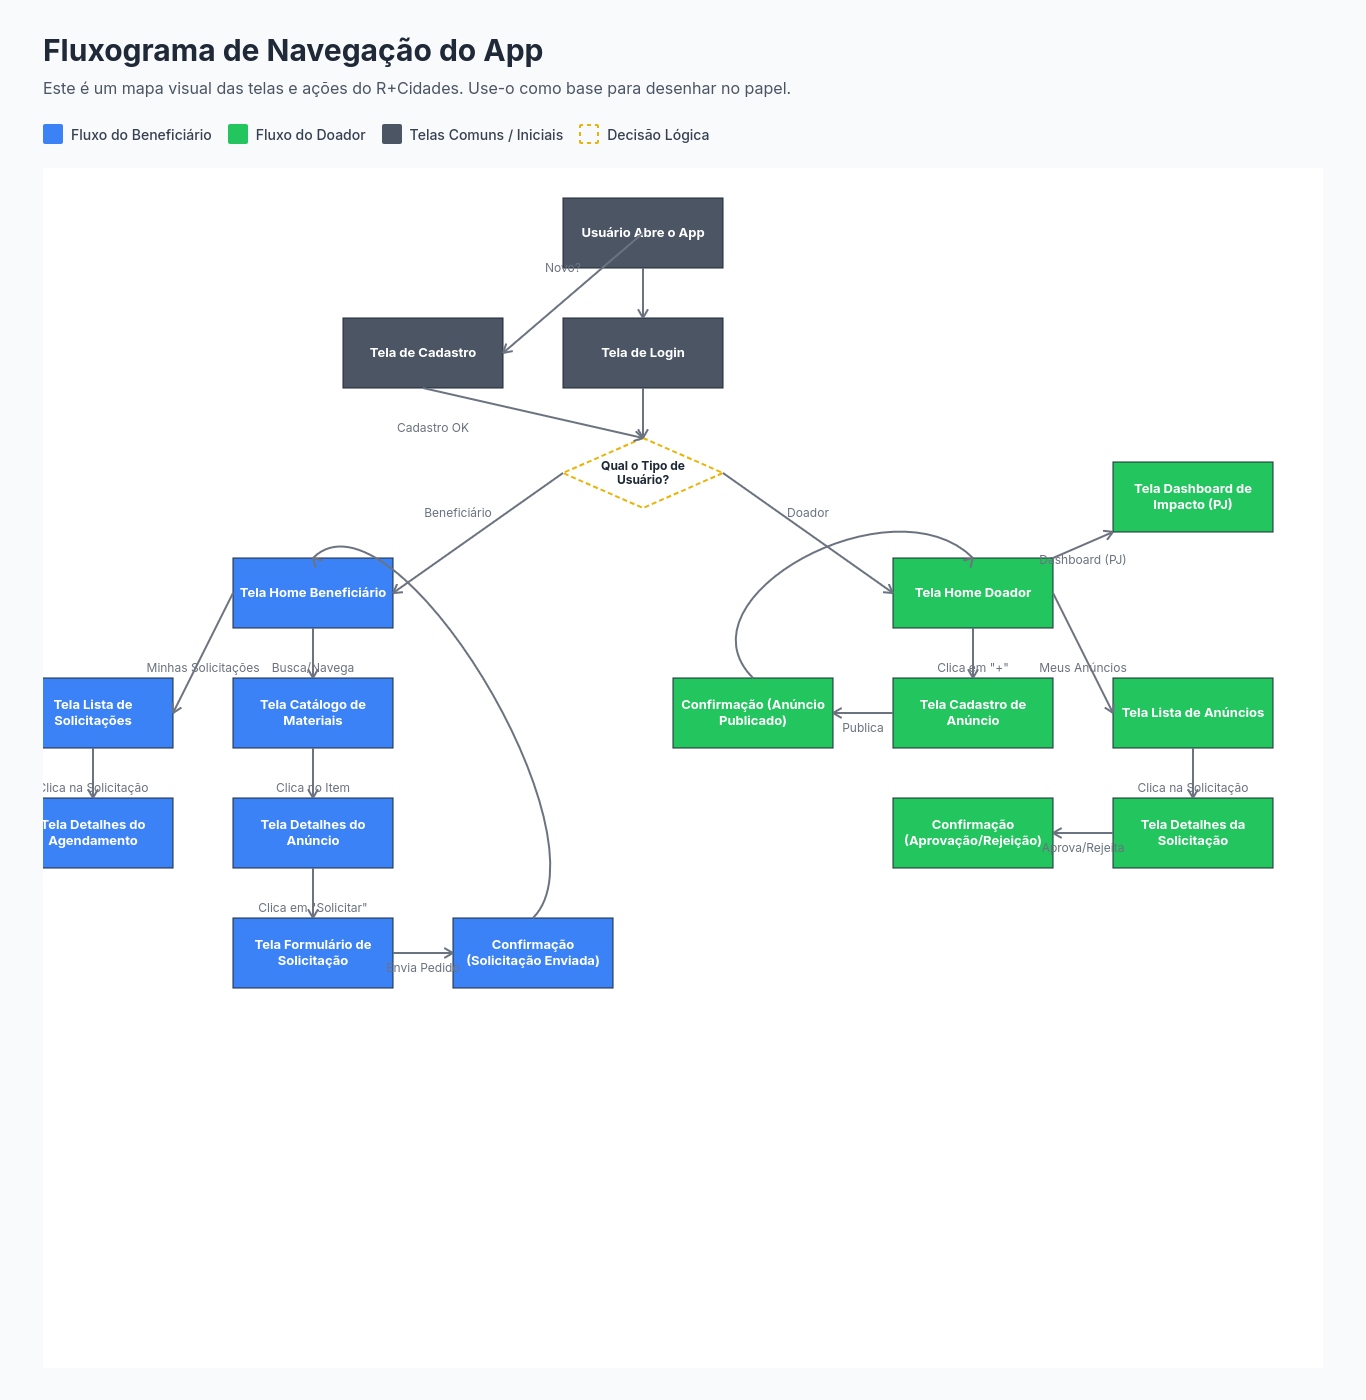 Fluxograma de Navegação do App
Este é um mapa visual das telas e ações do R+Cidades. Use-o como base para desenhar no papel.
Fluxo do Beneficiário
Fluxo do Doador
Telas Comuns / Iniciais
Decisão Lógica
Usuário Abre o App
Novo?
Tela de Cadastro
Tela de Login
Cadastro OK
Qual o Tipo de
Usuário?
Beneficiário
Doador
Tela Dashboard de
Impacto (PJ)
Dashboard (PJ)
Tela Home Beneficiário
Tela Home Doador
Minhas Solicitações
Busca/Navega
Clica em "+"
Meus Anúncios
Tela Lista de
Solicitações
Tela Catálogo de
Materiais
Confirmação (Anúncio
Publicado)
Publica
Tela Cadastro de
Anúncio
Tela Lista de Anúncios
Clica na Solicitação
Clica no Item
Clica na Solicitação
Tela Detalhes do
Agendamento
Tela Detalhes do
Anúncio
Confirmação
(Aprovação/Rejeição)
Aprova/Rejeita
Tela Detalhes da
Solicitação
Clica em "Solicitar"
Tela Formulário de
Solicitação
Envia Pedido
Confirmação
(Solicitação Enviada)